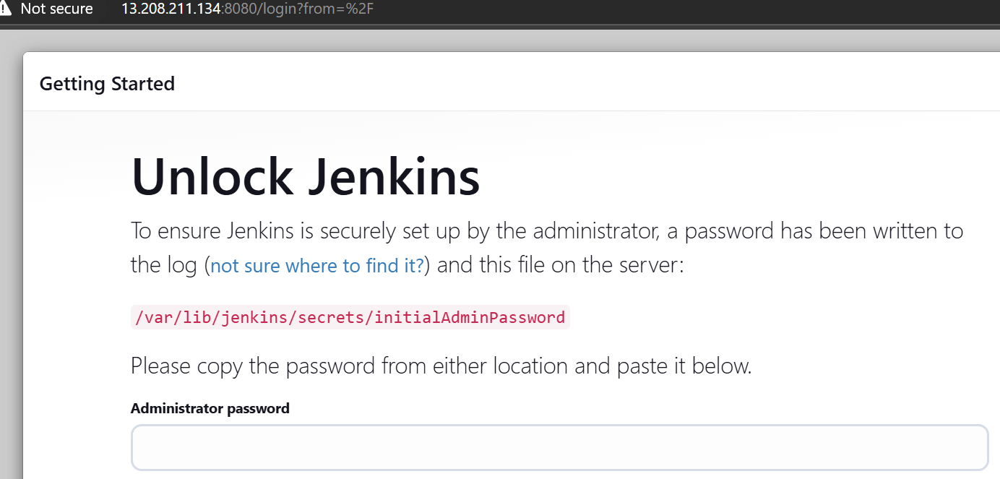 Not secure 13.208.211.134:8080/login?from=%2F
Getting Started
Unlock Jenkins
To ensure Jenkins is securely set up by the administrator, a password has been written to
the log (not sure where to find it?) and this file on the server:
/var/lib/jenkins/secrets/initialAdminPassword
Please copy the password from either location and paste it below.
Administrator password